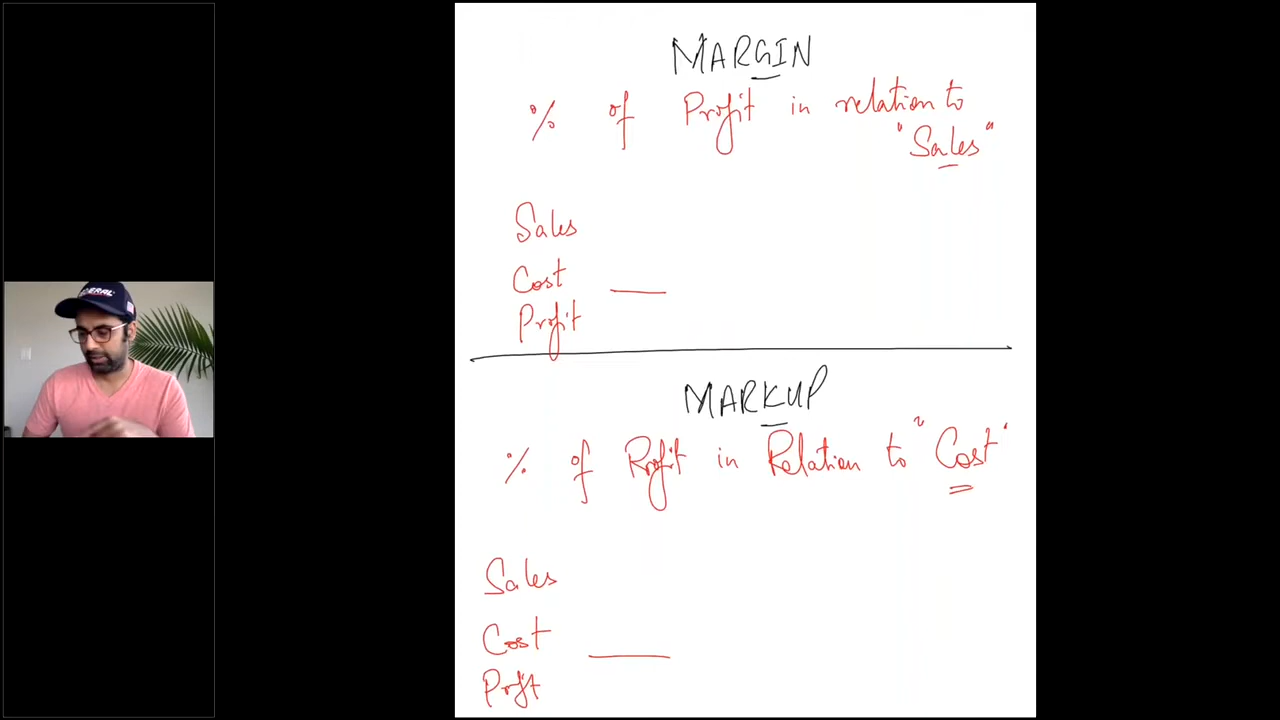 MARGIN
% of Profit in relation to
"Sales"
Sales
Cost
Profit
MARKUP
% of Profit in Relation to "Cost"
Sales
Cost
Profit